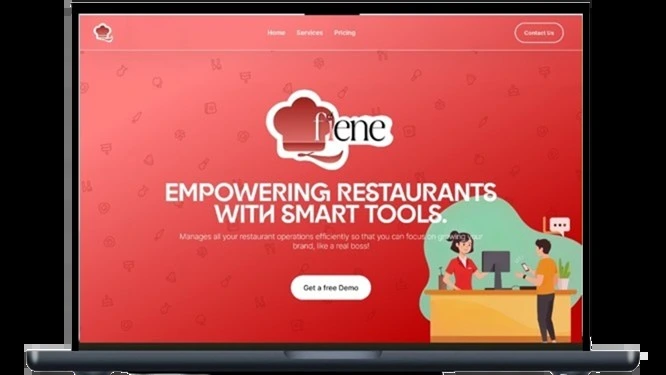 Home Services Pricing Contact Us
fiene
EMPOWERING RESTAURANTS
WITH SMART TOOLS.
Manages all your restaurant operations efficiently so that you can focus on growing your
brand, like a real boss!
Get a free Demo